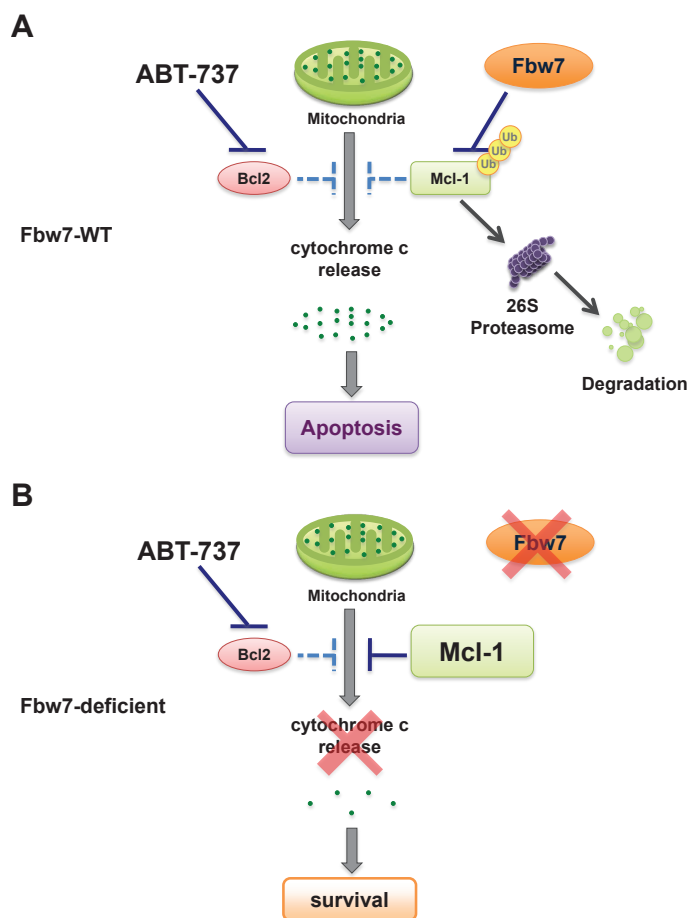 A
ABT-737
Fbw7
Mitochondria
Ub
Ub
Ub
Bcl2
Mcl-1
Fbw7-WT
cytochrome c
release
26S
Proteasome
Degradation
Apoptosis
B
ABT-737
Fbw7
Mitochondria
Bcl2
Mcl-1
Fbw7-deficient
cytochrome c
release
survival